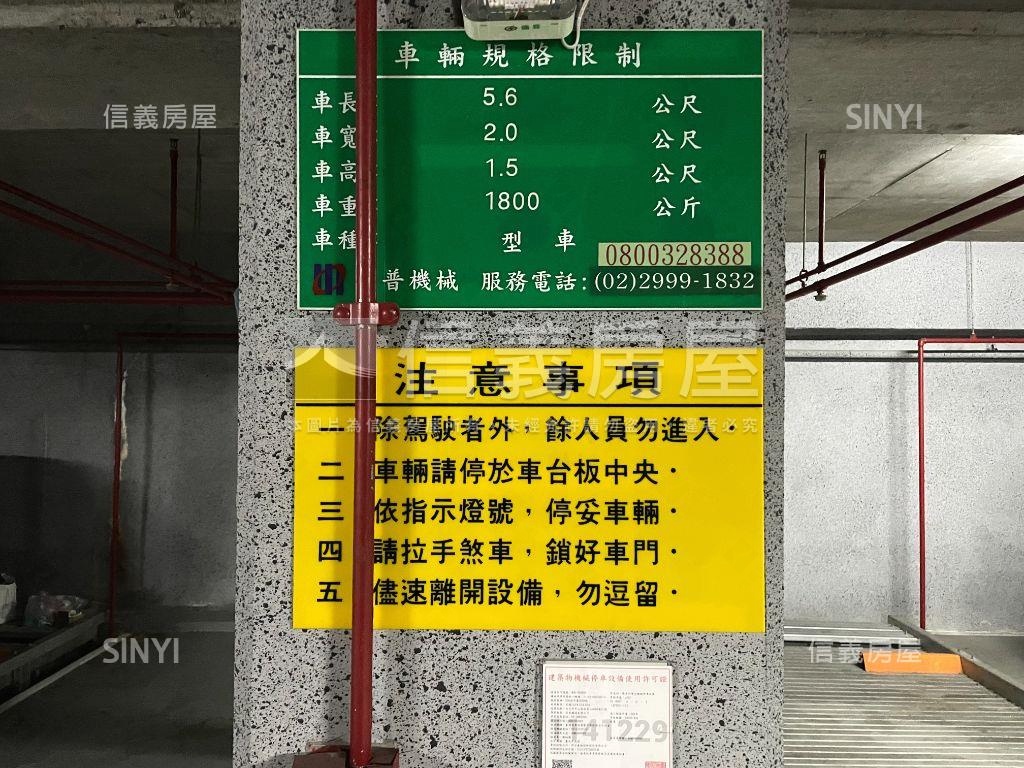 車輛規格限制
車長 5.6 公尺
車寬 2.0 公尺
車高 1.5 公尺
車重 1800 公斤
車種 型車
0800328388
普機械 服務電話:(02)2999-1832
信義房屋
SINYI
信義房屋
注意事項
一 除駕駛者外，餘人員勿進入．
二 車輛請停於車台板中央．
三 依指示燈號，停妥車輛．
四 請拉手煞車，鎖好車門．
五 儘速離開設備，勿逗留．
SINYI
信義房屋
建築物機械停車設備使用許可證
1141229